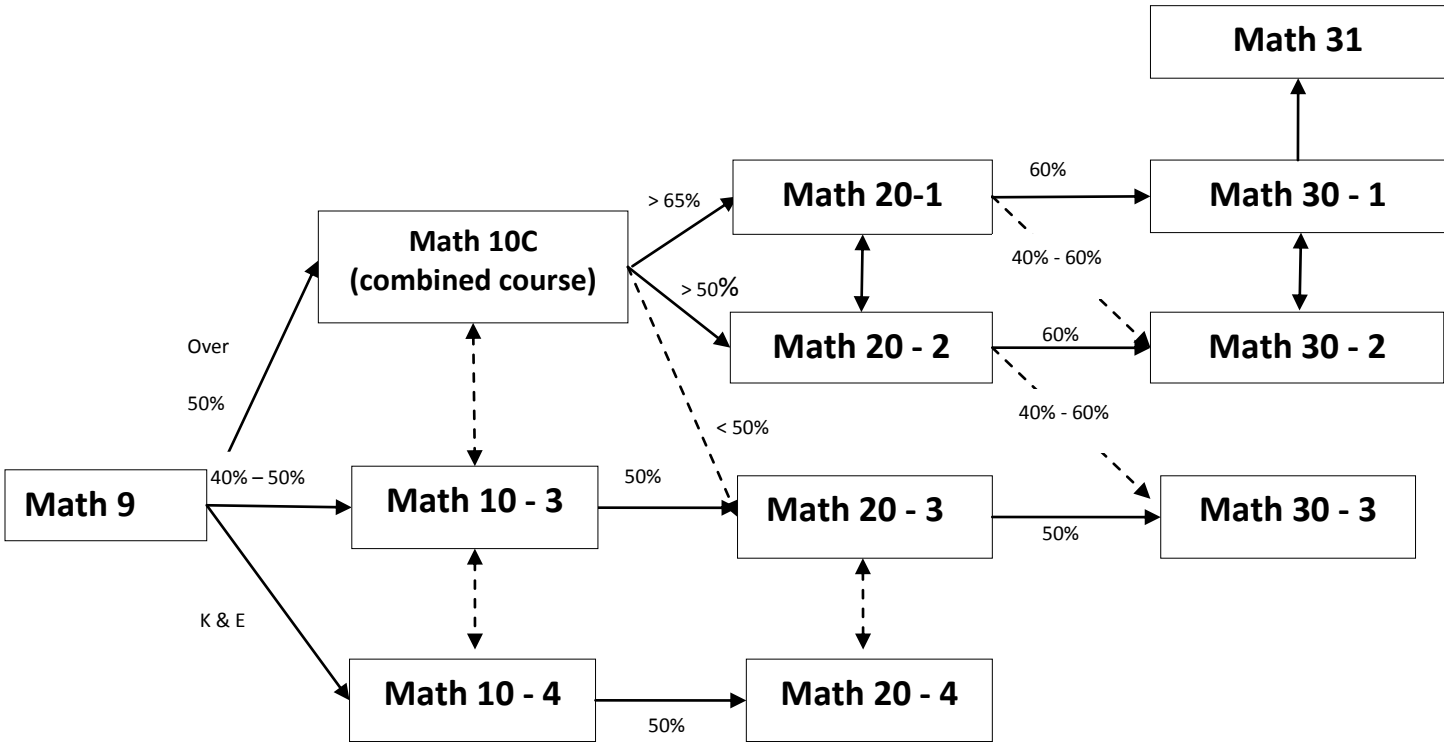 Math 31
60%
Math 20-1
Math 30 - 1
> 65%
Math 10C
(combined course)
40% - 60%
> 50%
Over
60%
Math 20 - 2
Math 30 - 2
50%
40% - 60%
< 50%
40% – 50%
50%
Math 9
Math 10 - 3
Math 20 - 3
Math 30 - 3
50%
K & E
Math 10 - 4
Math 20 - 4
50%